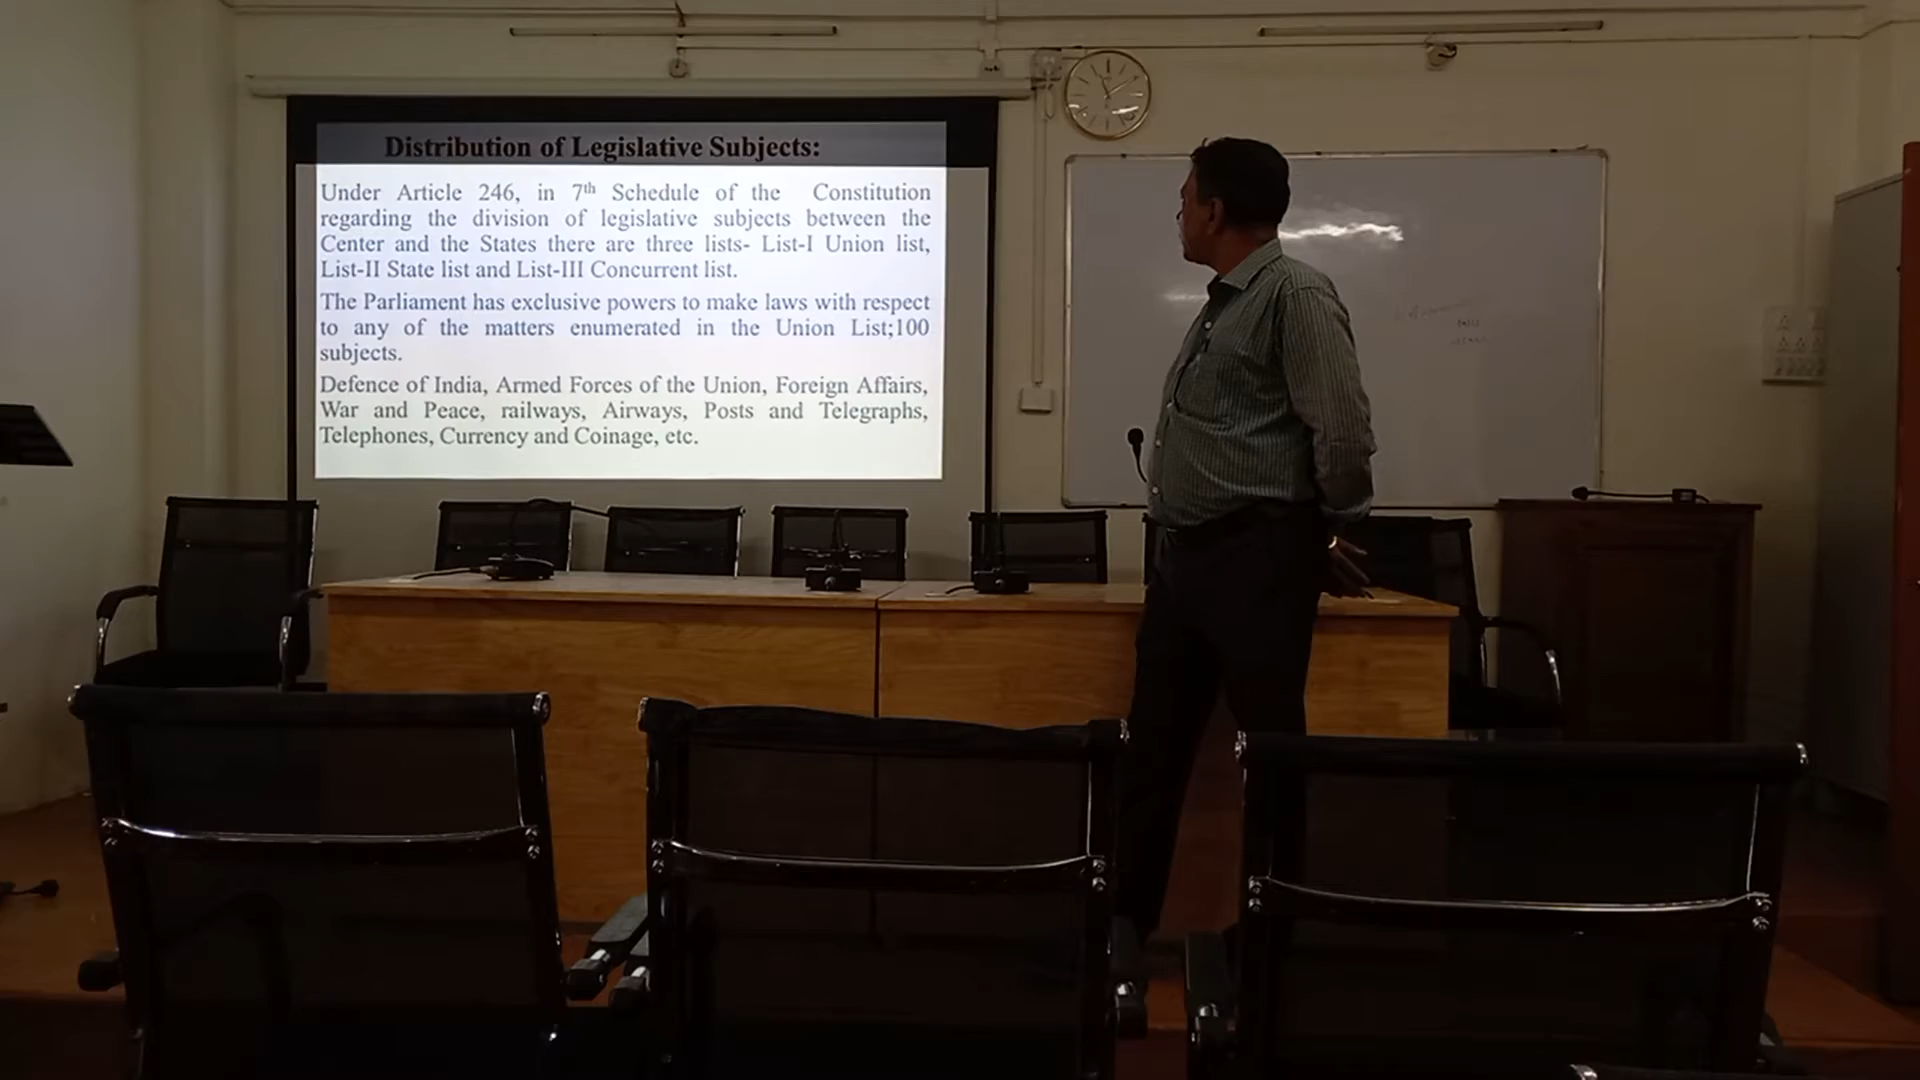 Distribution of Legislative Subjects:
Under Article 246, in 7th Schedule of the Constitution
regarding the division of legislative subjects between the
Center and the States there are three lists- List-I Union list,
List-II State list and List-III Concurrent list.
The Parliament has exclusive powers to make laws with respect
to any of the matters enumerated in the Union List;100
subjects.
Defence of India, Armed Forces of the Union, Foreign Affairs,
War and Peace, railways, Airways, Posts and Telegraphs,
Telephones, Currency and Coinage, etc.